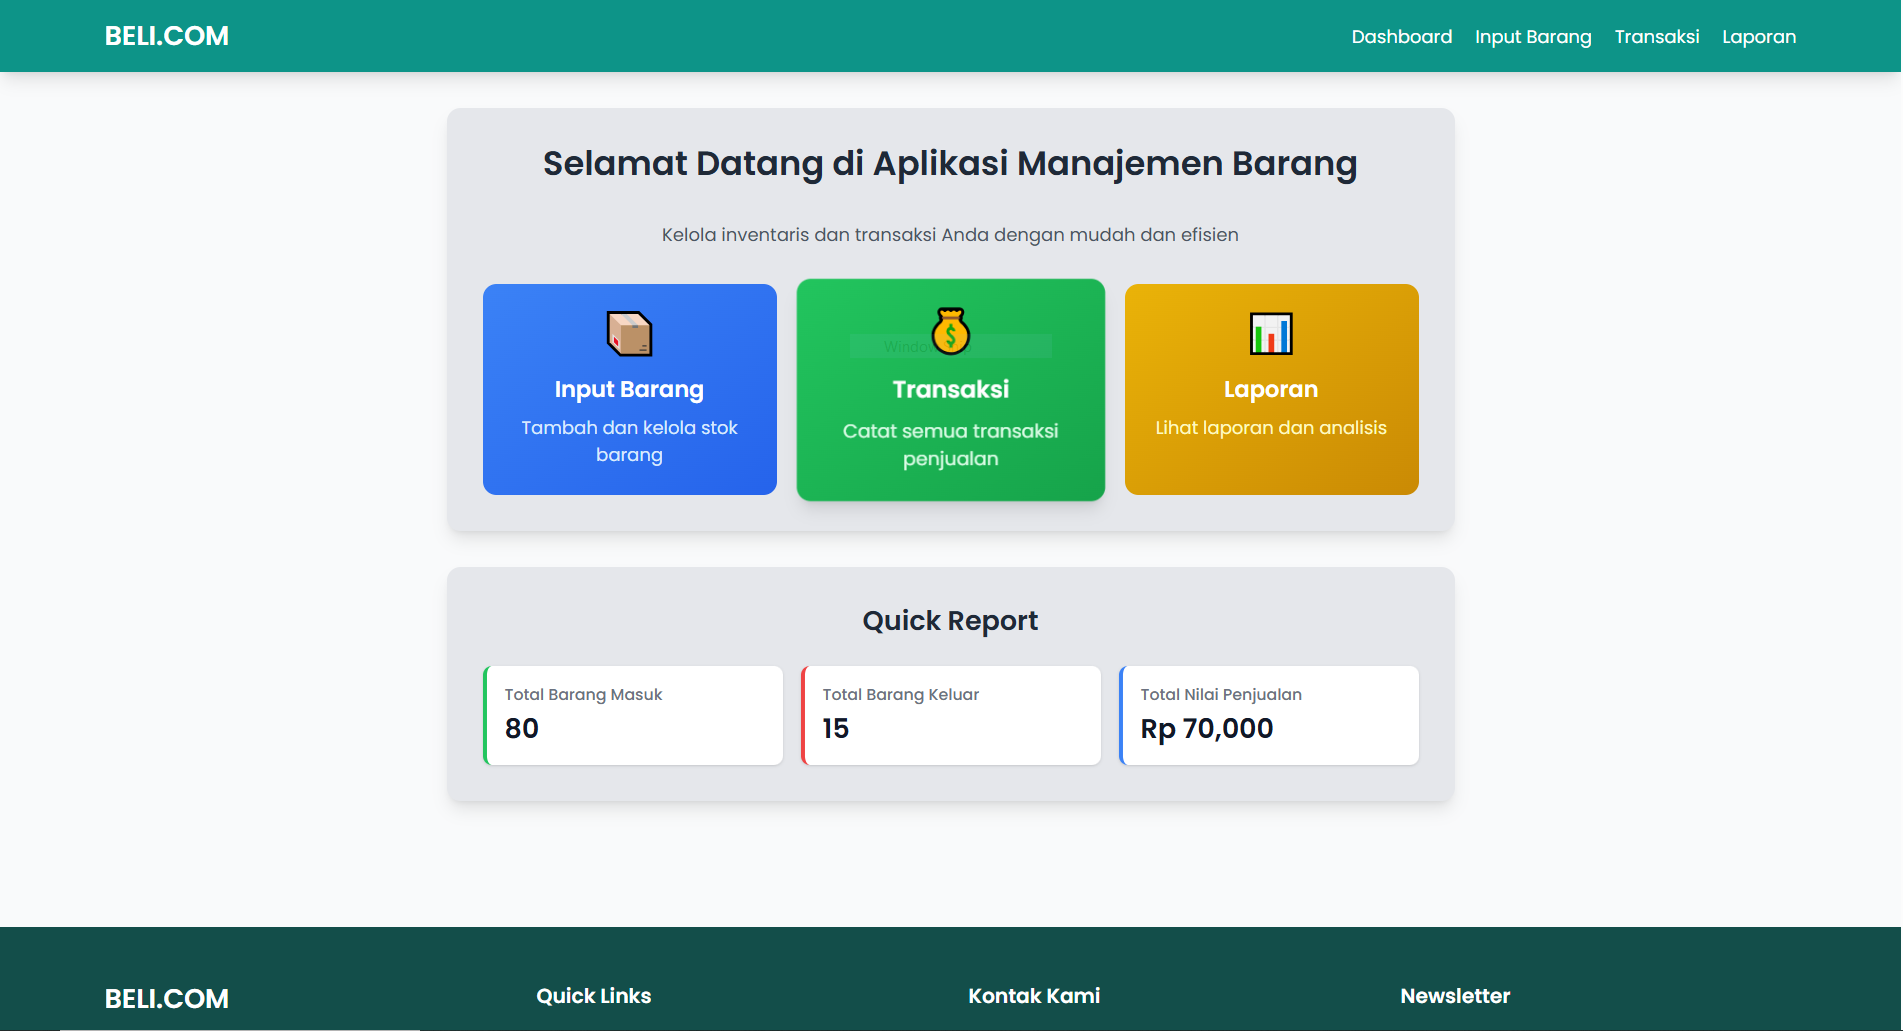 BELI.COM
Dashboard Input Barang Transaksi Laporan
Selamat Datang di Aplikasi Manajemen Barang
Kelola inventaris dan transaksi Anda dengan mudah dan efisien
Input Barang
Tambah dan kelola stok
barang
Transaksi
Catat semua transaksi
penjualan
Laporan
Lihat laporan dan analisis
Quick Report
Total Barang Masuk
80
Total Barang Keluar
15
Total Nilai Penjualan
Rp 70,000
BELI.COM
Quick Links
Kontak Kami
Newsletter